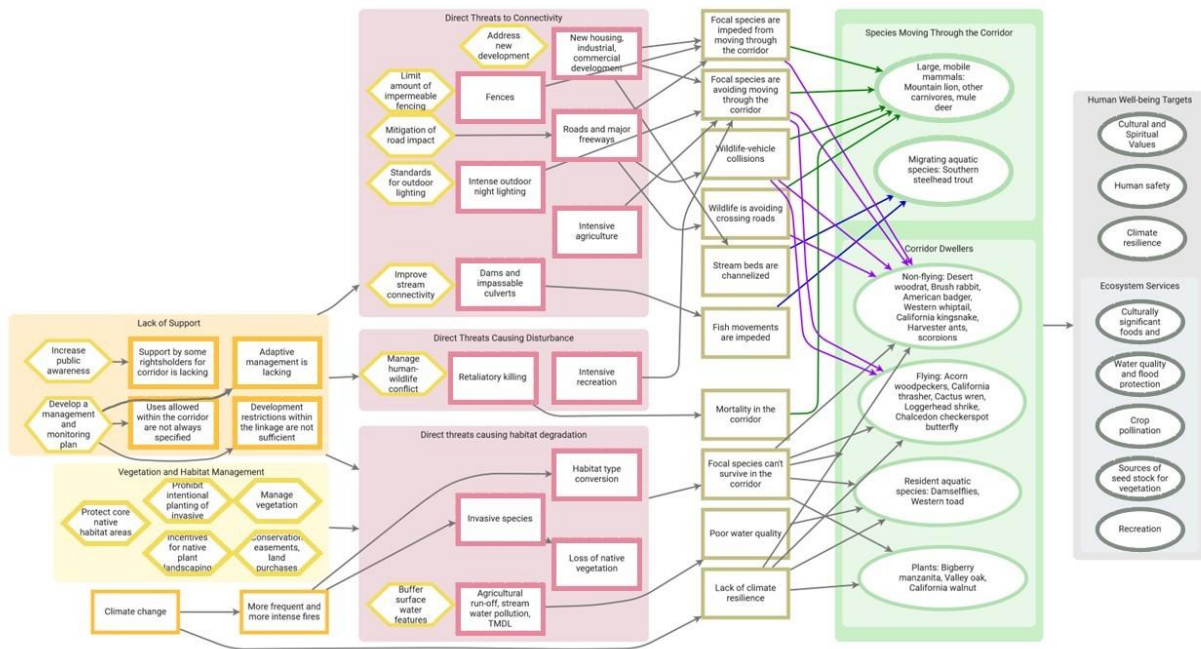 Direct Threats to Connectivity
Address
new
development
New housing,
industrial,
commercial
development
Limit
amount of
impermeable
fencing
Fences
Mitigation of
road impact
Roads and major
freeways
Standards
for outdoor
lighting
Intense outdoor
night lighting
Intensive
agriculture
Improve
stream
connectivity
Dams and
impassable
culverts
Lack of Support
Increase
public
awareness
Support by some
rightsholders for
corridor is lacking
Adaptive
management is
lacking
Develop a
management
and
monitoring
plan
Uses allowed
within the corridor
are not always
specified
Development
restrictions within
the linkage are not
sufficient
Direct Threats Causing Disturbance
Manage
human-
wildlife
conflict
Retaliatory killing
Intensive
recreation
Vegetation and Habitat Management
Protect core
native
habitat areas
Prohibit
intentional
planting of
invasive
Manage
vegetation
Incentives
for native
plant
landscaping
Conservation
easements,
land
purchases
Climate change
More frequent and
more intense fires
Direct threats causing habitat degradation
Habitat type
conversion
Invasive species
Loss of native
vegetation
Buffer
surface
water
features
Agricultural
run-off, stream
water pollution,
TMDL
Focal species are
impeded from
moving through
the corridor
Focal species are
avoiding moving
through the
corridor
Wildlife-vehicle
collisions
Wildlife is avoiding
crossing roads
Stream beds are
channelized
Fish movements
are impeded
Mortality in the
corridor
Focal species can't
survive in the
corridor
Poor water quality
Lack of climate
resilience
Species Moving Through the Corridor
Large, mobile
mammals:
Mountain lion, other
carnivores, mule
deer
Migrating aquatic
species: Southern
steelhead trout
Corridor Dwellers
Non-flying: Desert
woodrat, Brush rabbit,
American badger,
Western whiptail,
California kingsnake,
Harvester ants,
scorpions
Flying: Acorn
woodpeckers, California
thrasher, Cactus wren,
Loggerhead shrike,
Chalcedon checkerspot
butterfly
Resident aquatic
species: Damselflies,
Western toad
Plants: Bigberry
manzanita, Valley oak,
California walnut
Human Well-being Targets
Cultural and
Spiritual
Values
Human safety
Climate
resilience
Ecosystem Services
Culturally
significant
foods and
Water quality
and flood
protection
Crop
pollination
Sources of
seed stock for
vegetation
Recreation